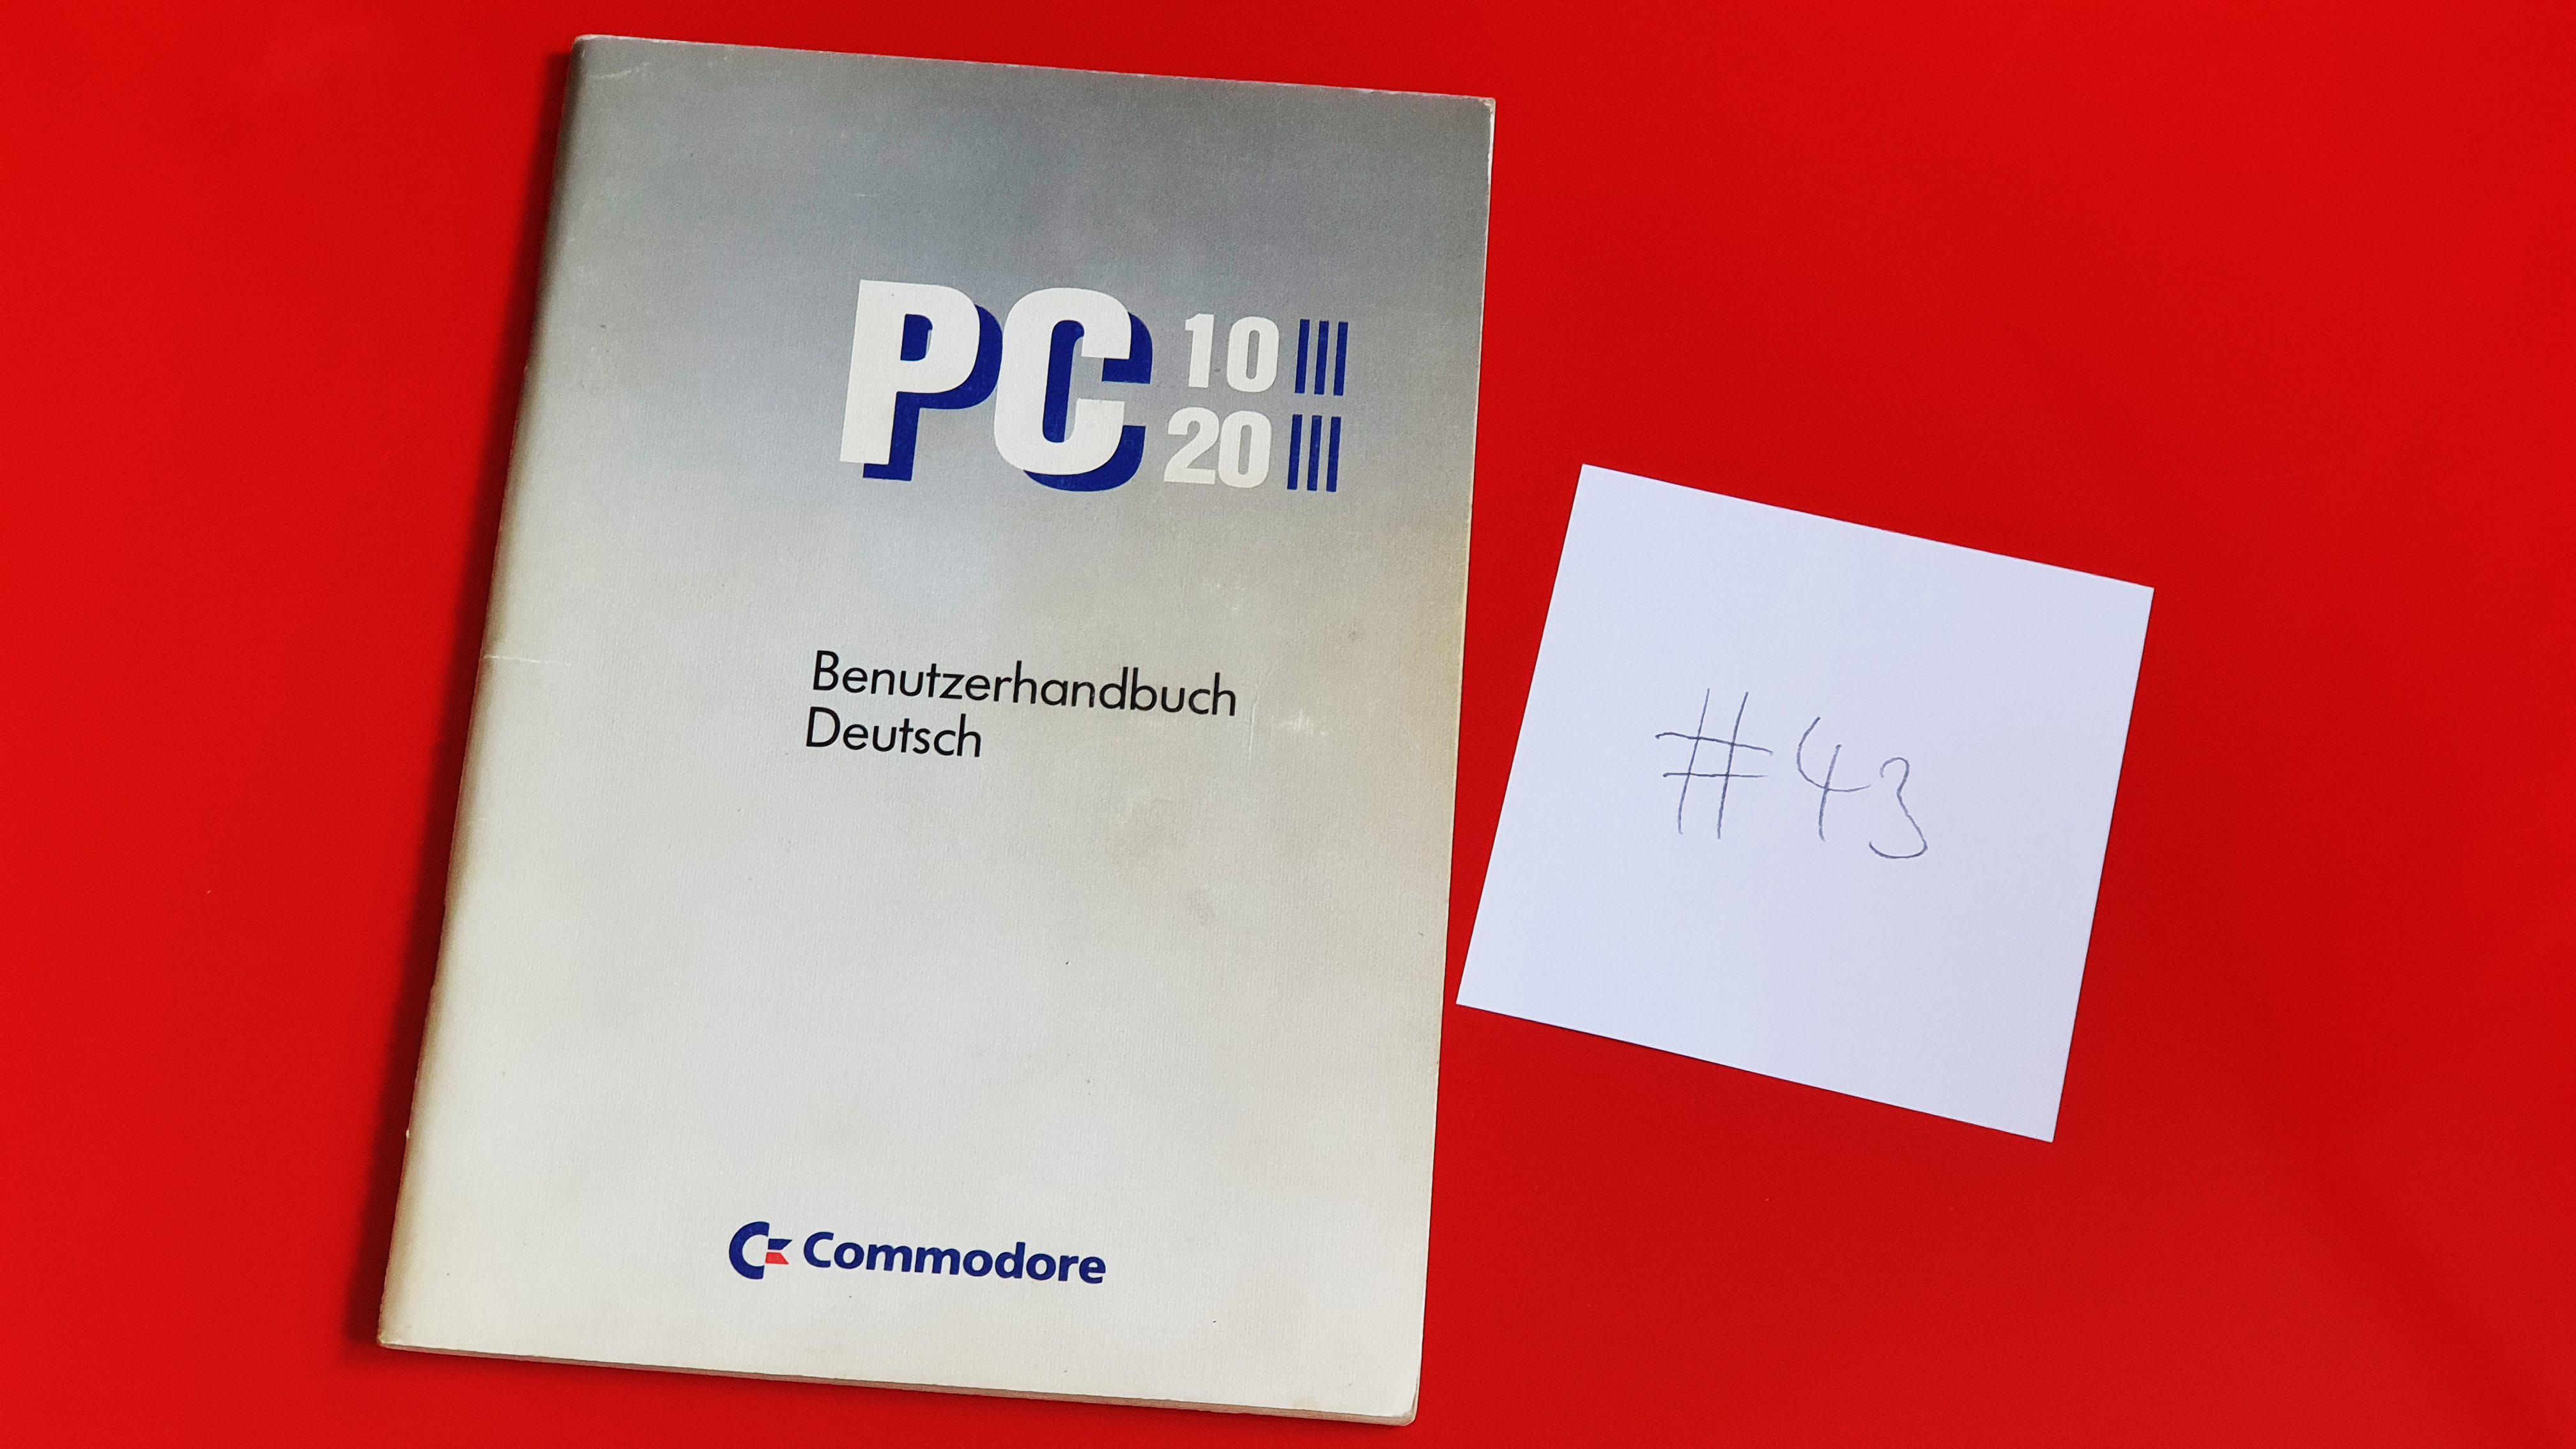 PC 10 III
20 III
Benutzerhandbuch
Deutsch
Commodore
#43